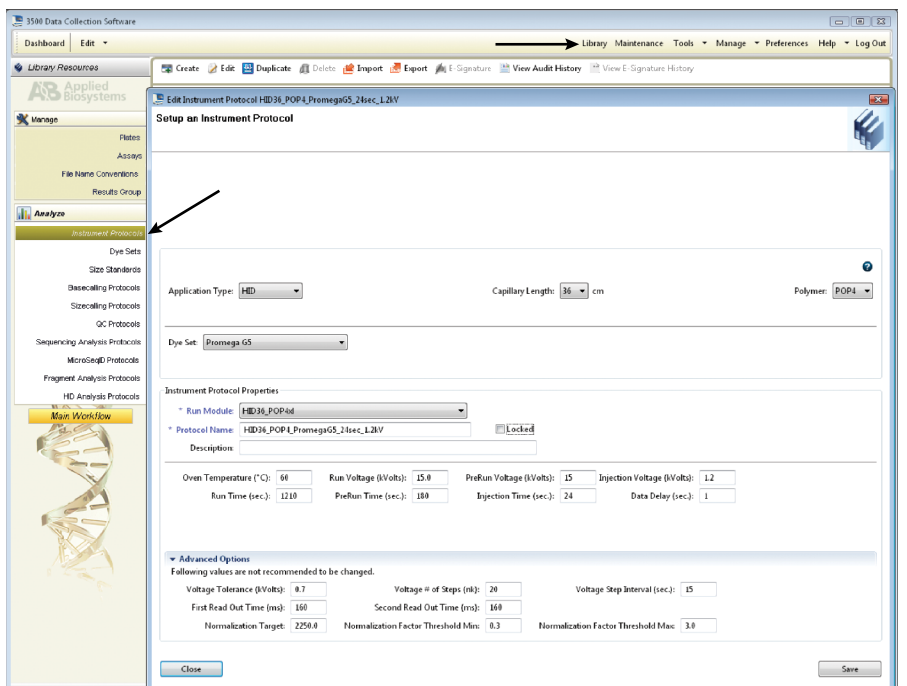 3500 Data Collection Software
Dashboard Edit Library Maintenance Tools Manage Preferences Help Log Out
Library Resources
Create Edit Duplicate Delete Import Export E-Signature View Audit History View E-Signature History
AB Applied Biosystems
Edit Instrument Protocol HID36_POP4_PromegaG5_24sec_1.2kV
Setup an Instrument Protocol
Manage
Plates
Assays
File Name Conventions
Results Group
Analyze
Instrument Protocols
Dye Sets
Size Standards
Basecalling Protocols
Sizecalling Protocols
QC Protocols
Sequencing Analysis Protocols
MicroSeqID Protocols
Fragment Analysis Protocols
HID Analysis Protocols
Main Workflow
Application Type: HID Capillary Length: 36 cm Polymer: POP4
Dye Set: Promega G5
Instrument Protocol Properties
* Run Module: HID36_POP4xl
* Protocol Name: HID36_POP4_PromegaG5_24sec_1.2kV Locked
Description:
Oven Temperature (°C): 60 Run Voltage (kVolts): 15.0 PreRun Voltage (kVolts): 15 Injection Voltage (kVolts): 1.2
Run Time (sec.): 1210 PreRun Time (sec.): 180 Injection Time (sec.): 24 Data Delay (sec.): 1
Advanced Options
Following values are not recommended to be changed.
Voltage Tolerance (kVolts): 0.7 Voltage # of Steps (nk): 20 Voltage Step Interval (sec.): 15
First Read Out Time (ms): 160 Second Read Out Time (ms): 160
Normalization Target: 2250.0 Normalization Factor Threshold Min: 0.3 Normalization Factor Threshold Max: 3.0
Close Save